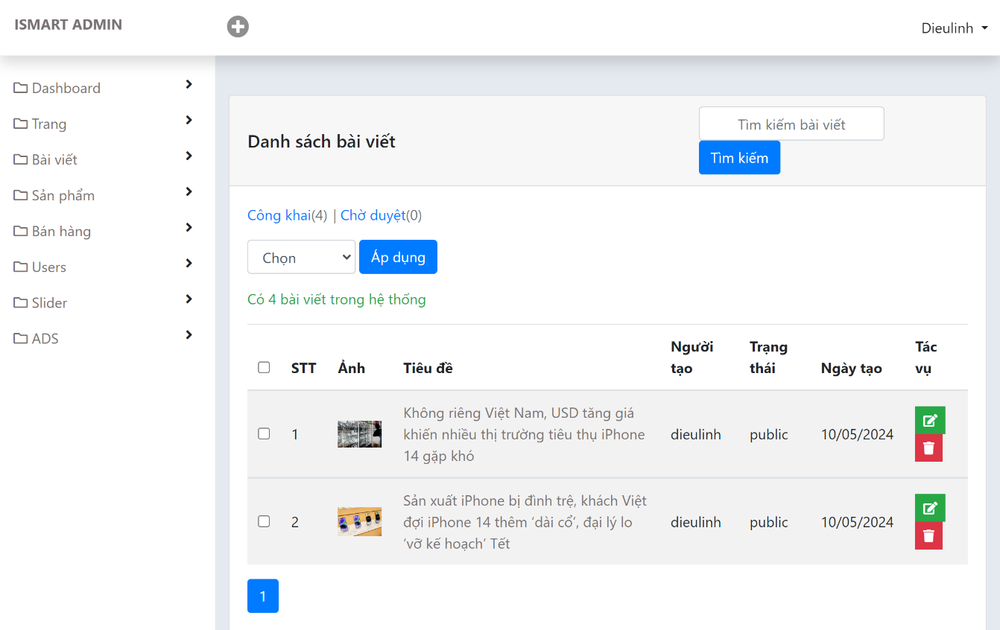 ISMART ADMIN
Dieulinh
Dashboard
Trang
Bài viết
Sản phẩm
Bán hàng
Users
Slider
ADS
Danh sách bài viết
Tìm kiếm bài viết
Tìm kiếm
Công khai(4) | Chờ duyệt(0)
Chọn
Áp dụng
Có 4 bài viết trong hệ thống
STT
Ảnh
Tiêu đề
Người
tạo
Trạng
thái
Ngày tạo
Tác
vụ
1
Không riêng Việt Nam, USD tăng giá
khiến nhiều thị trường tiêu thụ iPhone
14 gặp khó
dieulinh
public
10/05/2024
2
Sản xuất iPhone bị đình trệ, khách Việt
đợi iPhone 14 thêm ‘dài cổ’, đại lý lo
‘vỡ kế hoạch’ Tết
dieulinh
public
10/05/2024
1